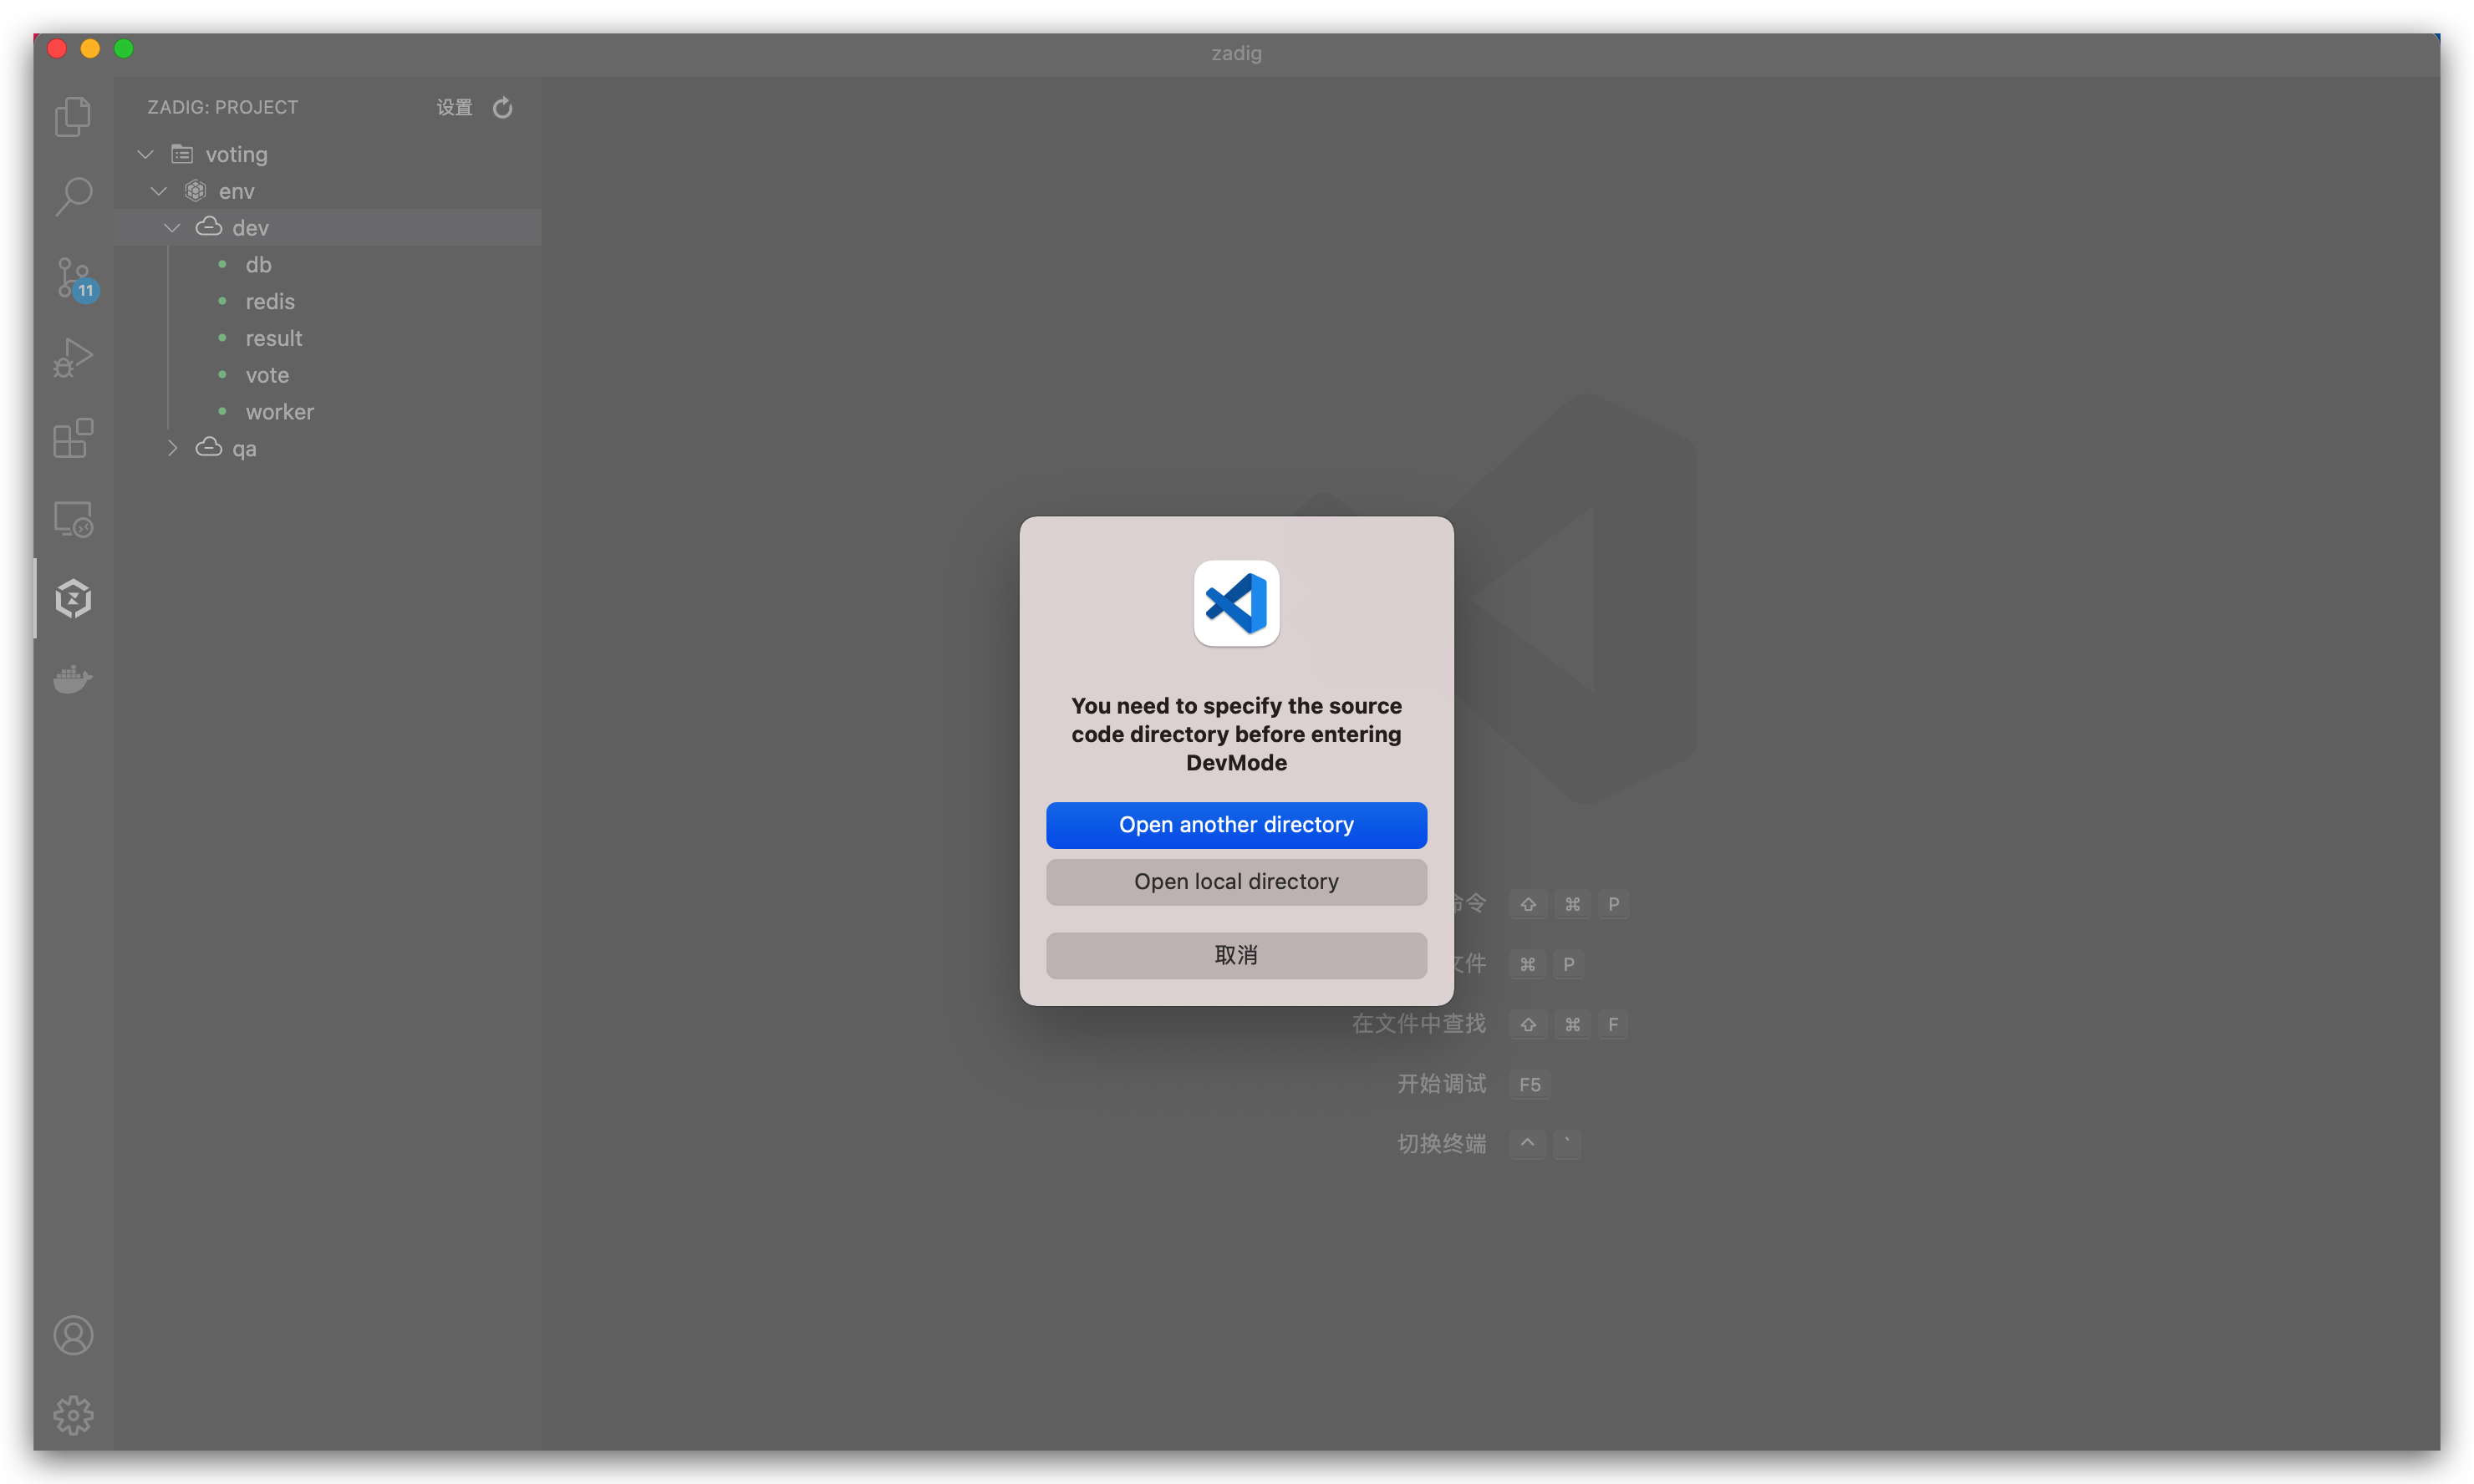 zadig
ZADIG: PROJECT 设置
voting
env
dev
db
redis
result
vote
worker
qa
11
You need to specify the source
code directory before entering
DevMode
Open another directory
Open local directory
取消
令 ⇧ ⌘ P
文件 ⌘ P
在文件中查找 ⇧ ⌘ F
开始调试 F5
切换终端 ^ `